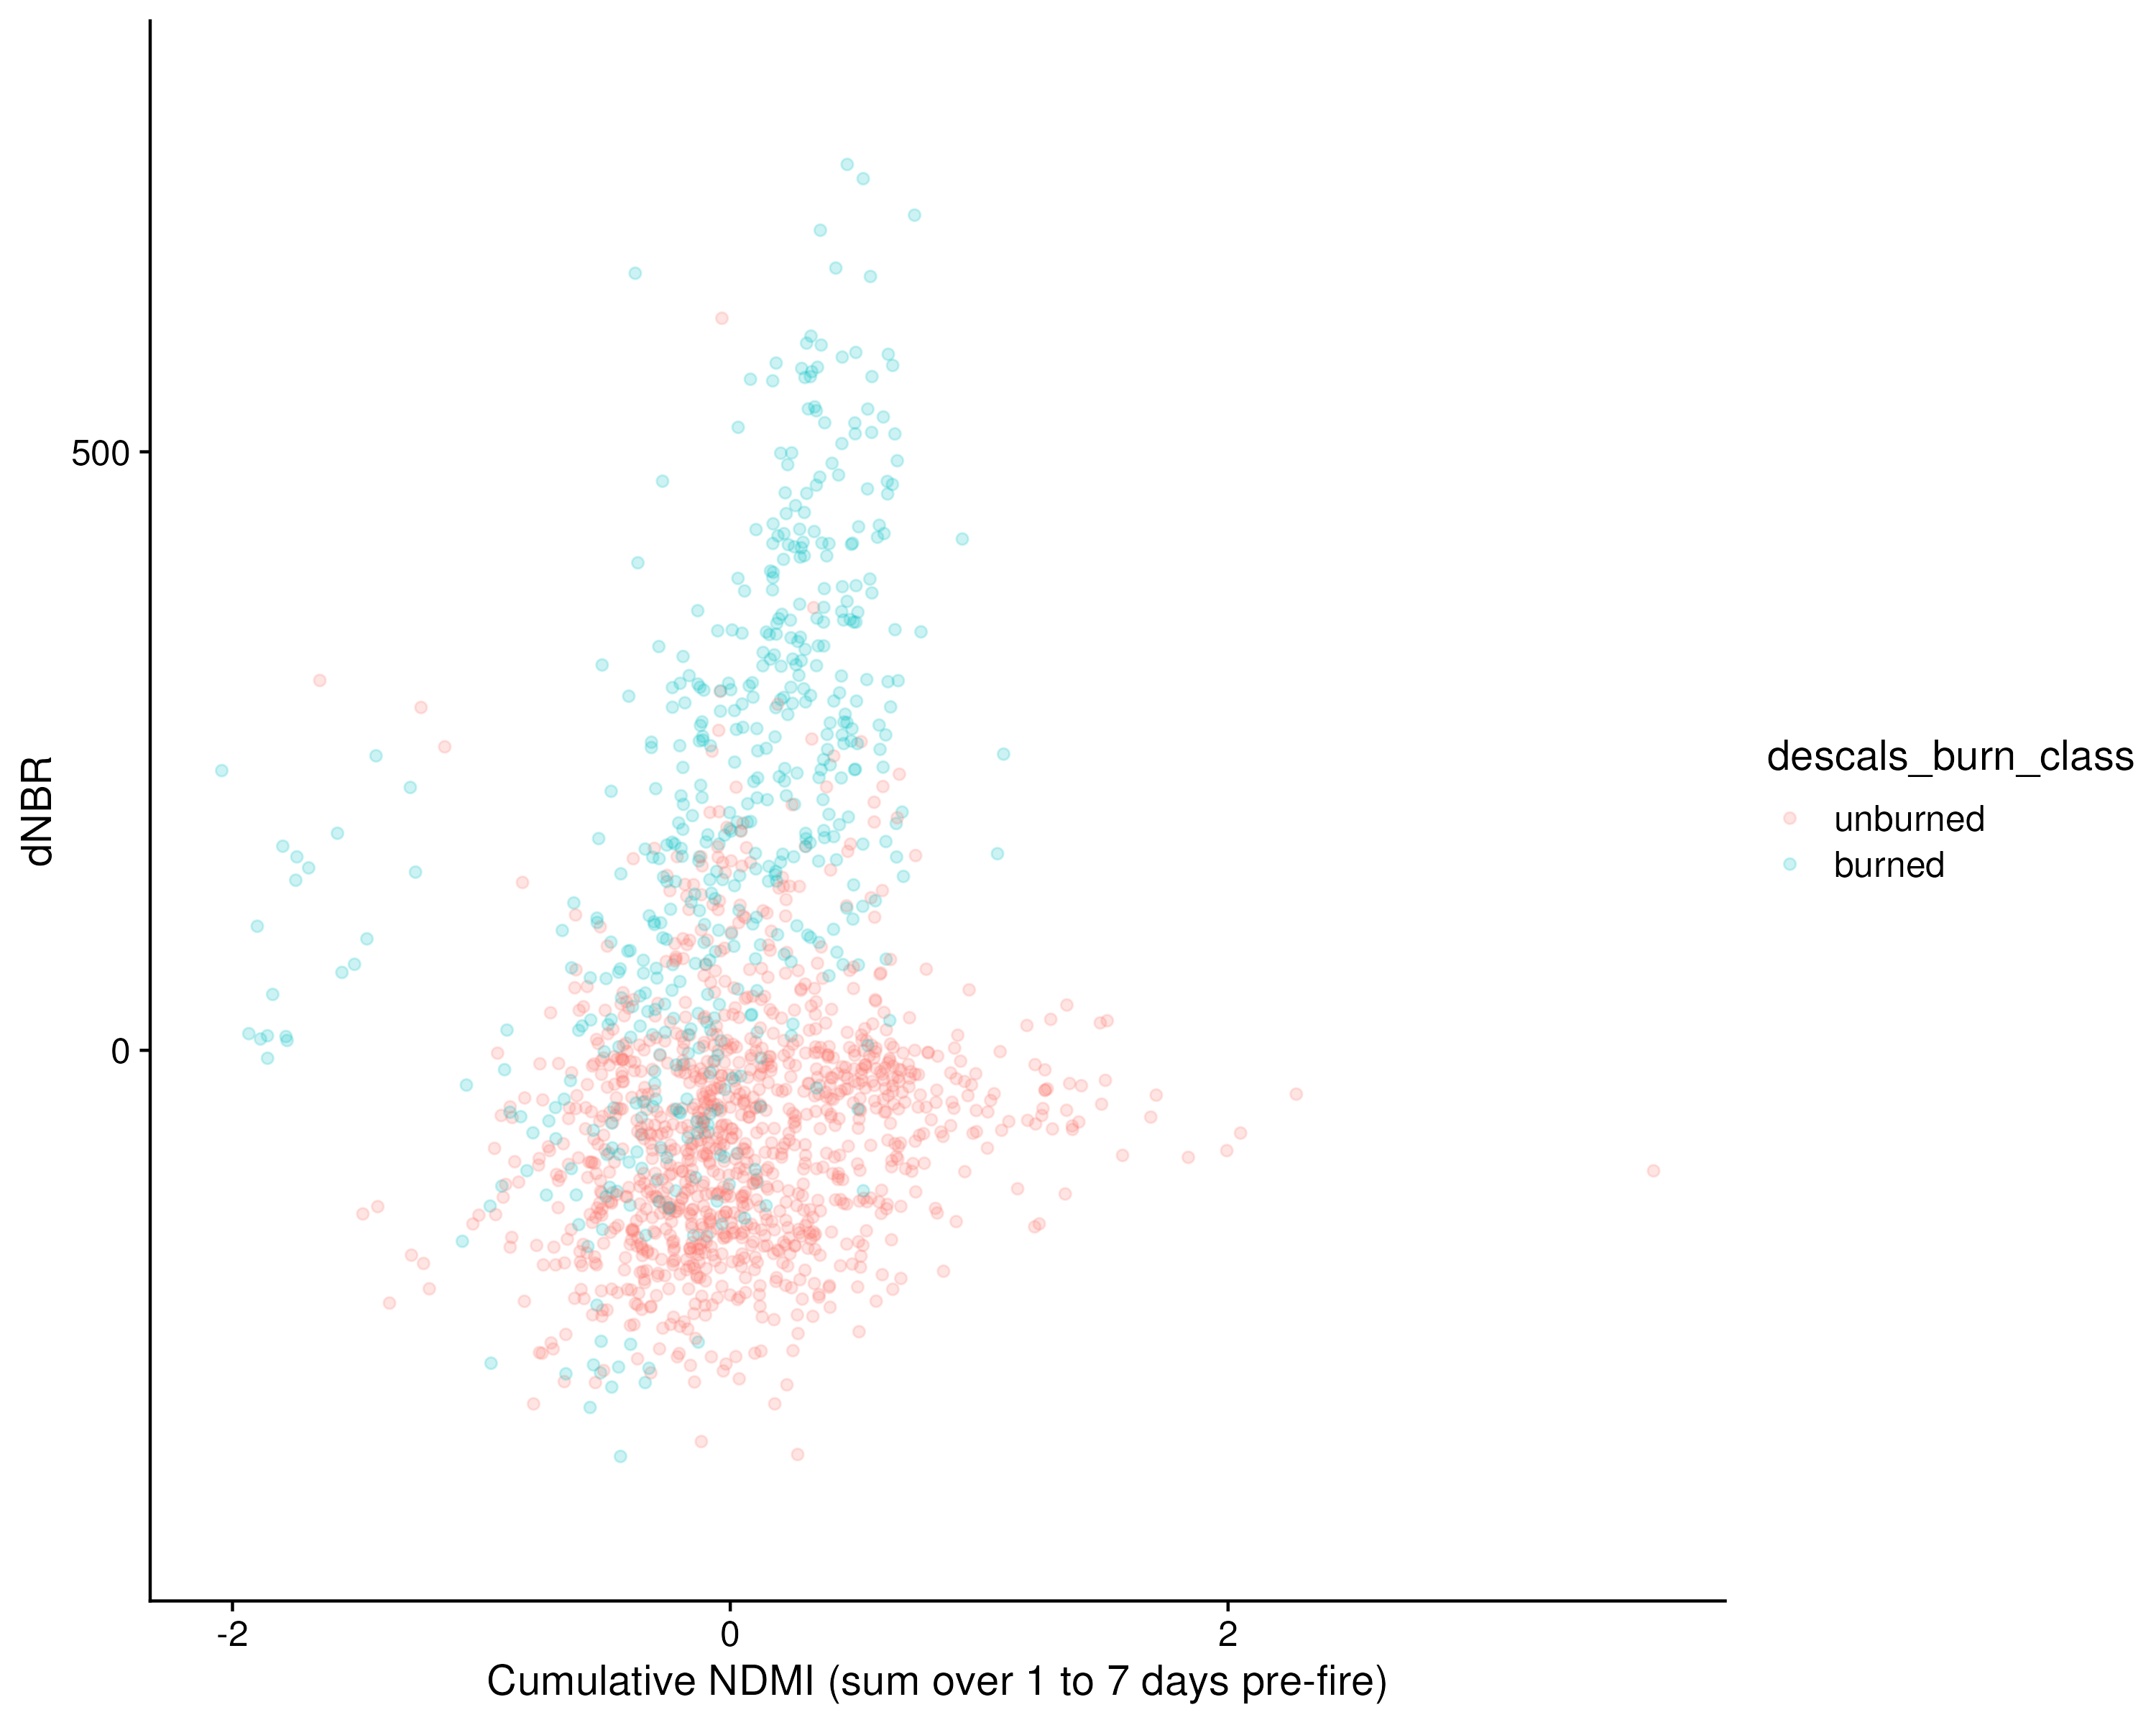 dNBR
500
0
-2
0
2
Cumulative NDMI (sum over 1 to 7 days pre-fire)
descals_burn_class
unburned
burned